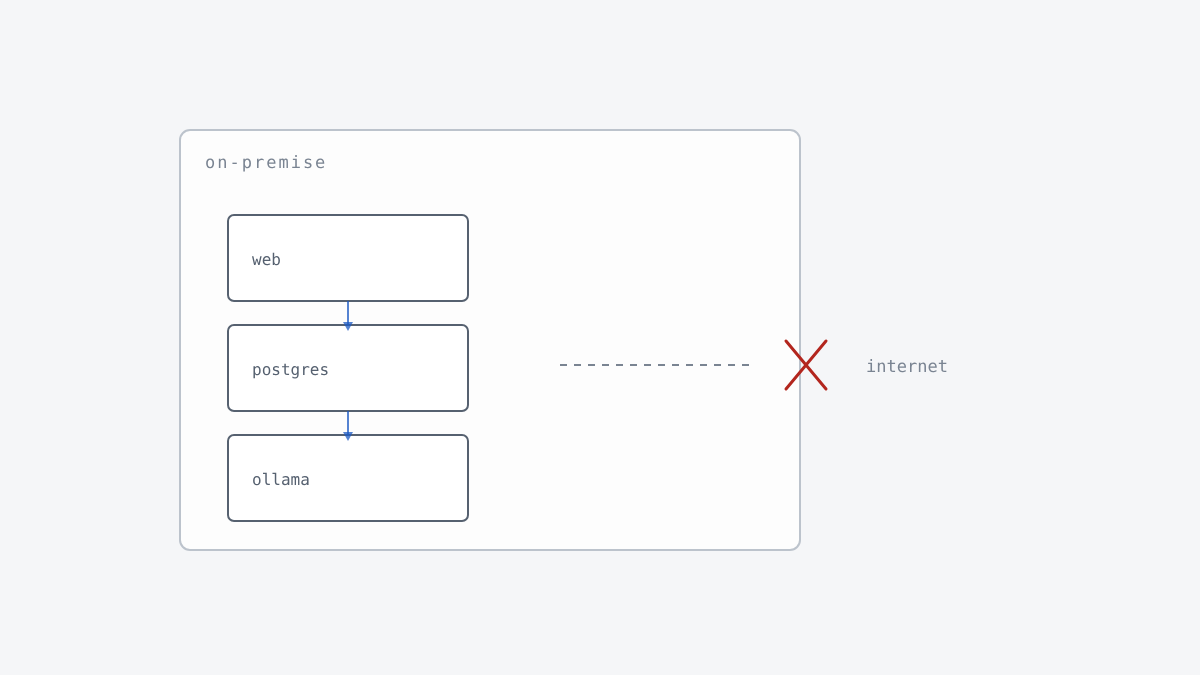 on-premise
web
postgres
internet
ollama